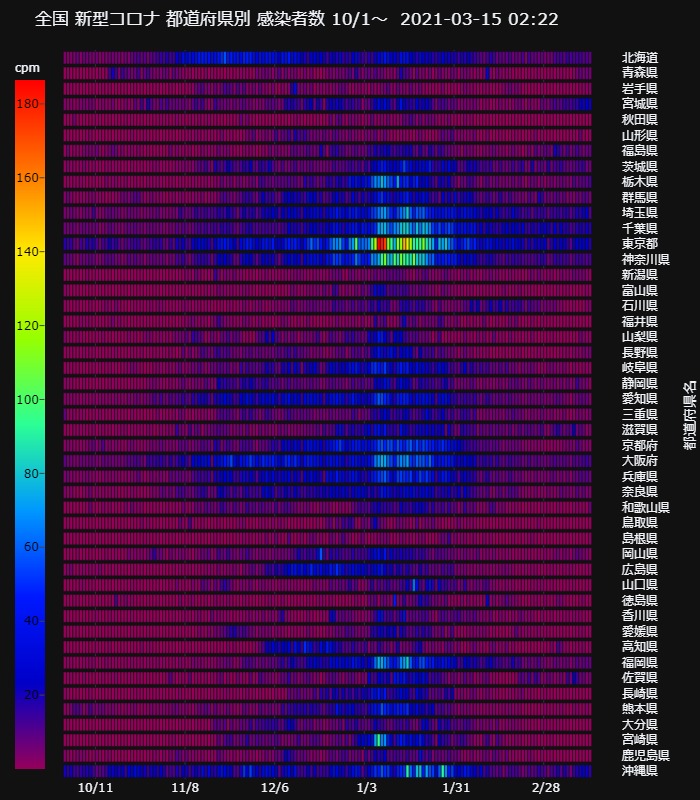 全国 新型コロナ 都道府県別 感染者数 10/1～ 2021-03-15 02:22
cpm
180
160
140
120
100
80
60
40
20
北海道
青森県
岩手県
宮城県
秋田県
山形県
福島県
茨城県
栃木県
群馬県
埼玉県
千葉県
東京都
神奈川県
新潟県
富山県
石川県
福井県
山梨県
長野県
岐阜県
静岡県
愛知県
三重県
滋賀県
京都府
大阪府
兵庫県
奈良県
和歌山県
鳥取県
島根県
岡山県
広島県
山口県
徳島県
香川県
愛媛県
高知県
福岡県
佐賀県
長崎県
熊本県
大分県
宮崎県
鹿児島県
沖縄県
都道府県名
10/11 11/8 12/6 1/3 1/31 2/28